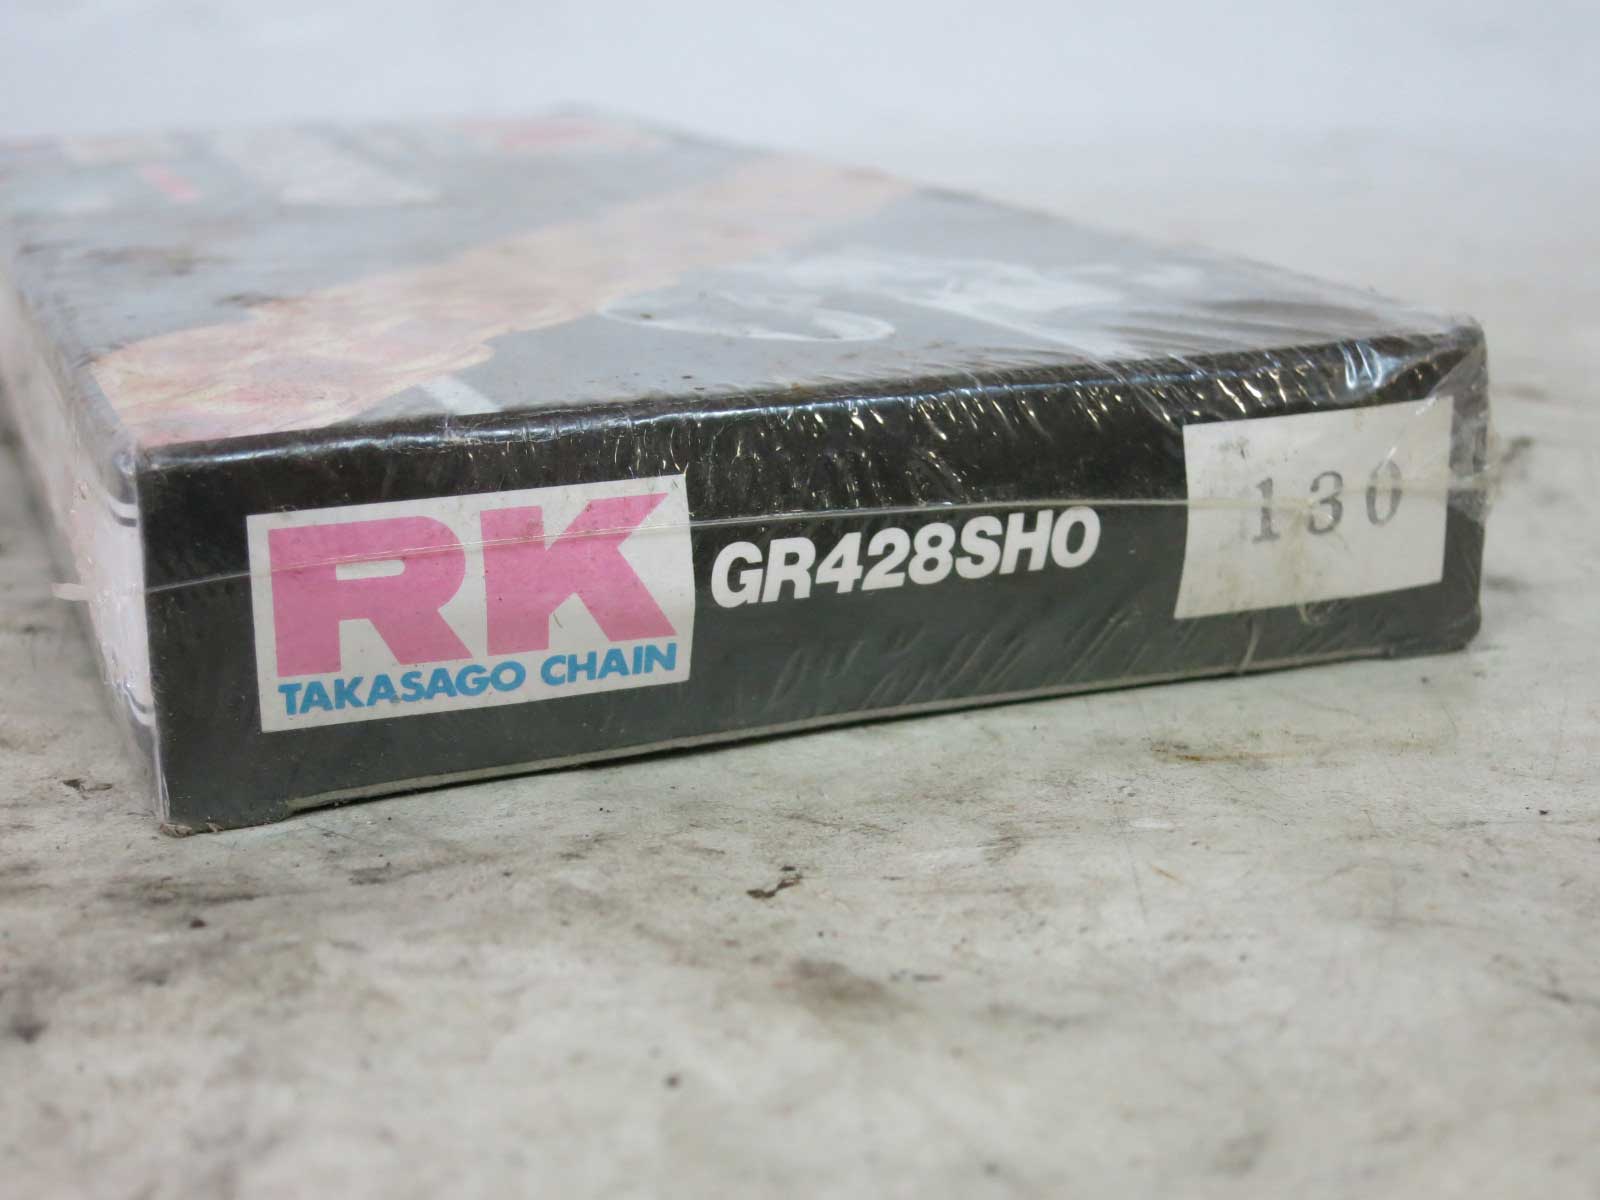 RK
TAKASAGO CHAIN
GR428SHO
130